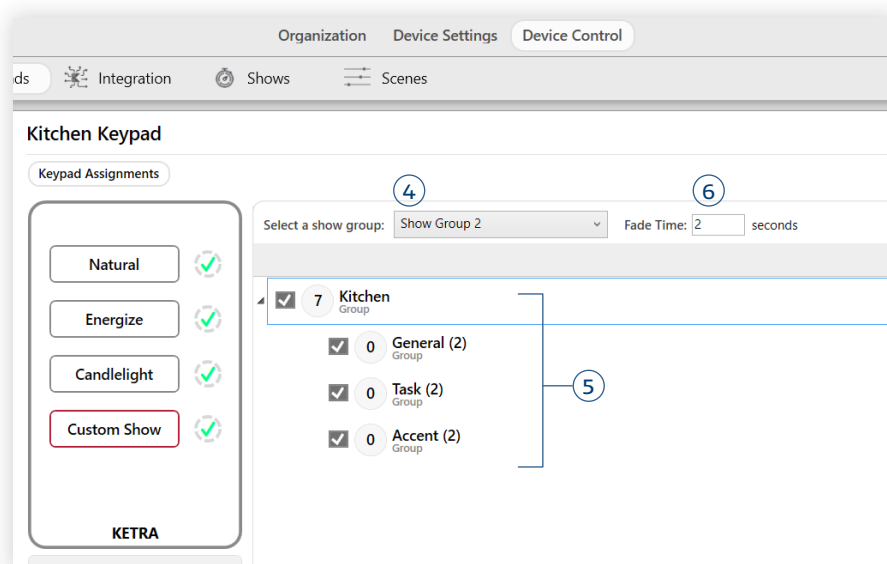 Organization Device Settings Device Control
ds Integration Shows Scenes
Kitchen Keypad
Keypad Assignments
4 6
Select a show group: Show Group 2 Fade Time: 2 seconds
Natural
Energize
Candlelight
Custom Show
KETRA
7 Kitchen
Group
0 General (2)
Group
0 Task (2)
Group
0 Accent (2)
Group
5